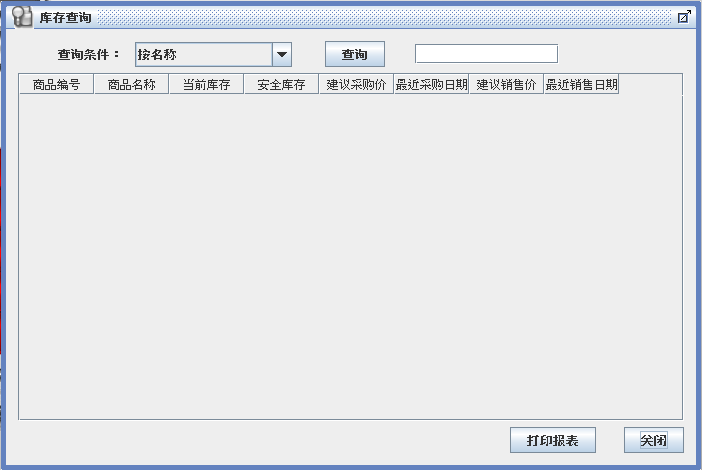 库存查询
查询条件： 按名称 查询
商品编号 商品名称 当前库存 安全库存 建议采购价 最近采购日期 建议销售价 最近销售日期
打印报表 关闭